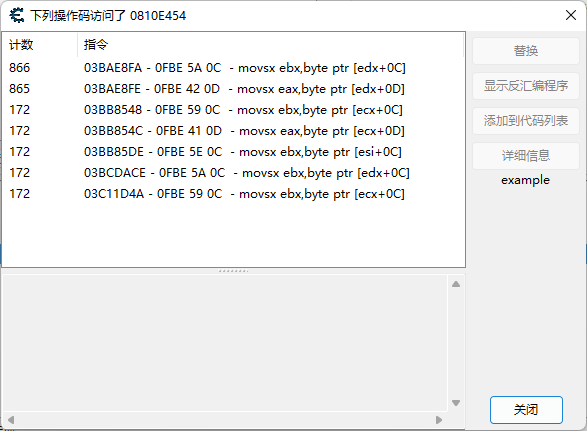 下列操作码访问了 0810E454
计数 指令
866 03BAE8FA - 0FBE 5A 0C - movsx ebx,byte ptr [edx+0C]
865 03BAE8FE - 0FBE 42 0D - movsx eax,byte ptr [edx+0D]
172 03BB8548 - 0FBE 59 0C - movsx ebx,byte ptr [ecx+0C]
172 03BB854C - 0FBE 41 0D - movsx eax,byte ptr [ecx+0D]
172 03BB85DE - 0FBE 5E 0C - movsx ebx,byte ptr [esi+0C]
172 03BCDACE - 0FBE 5A 0C - movsx ebx,byte ptr [edx+0C]
172 03C11D4A - 0FBE 59 0C - movsx ebx,byte ptr [ecx+0C]
替换
显示反汇编程序
添加到代码列表
详细信息
example
关闭